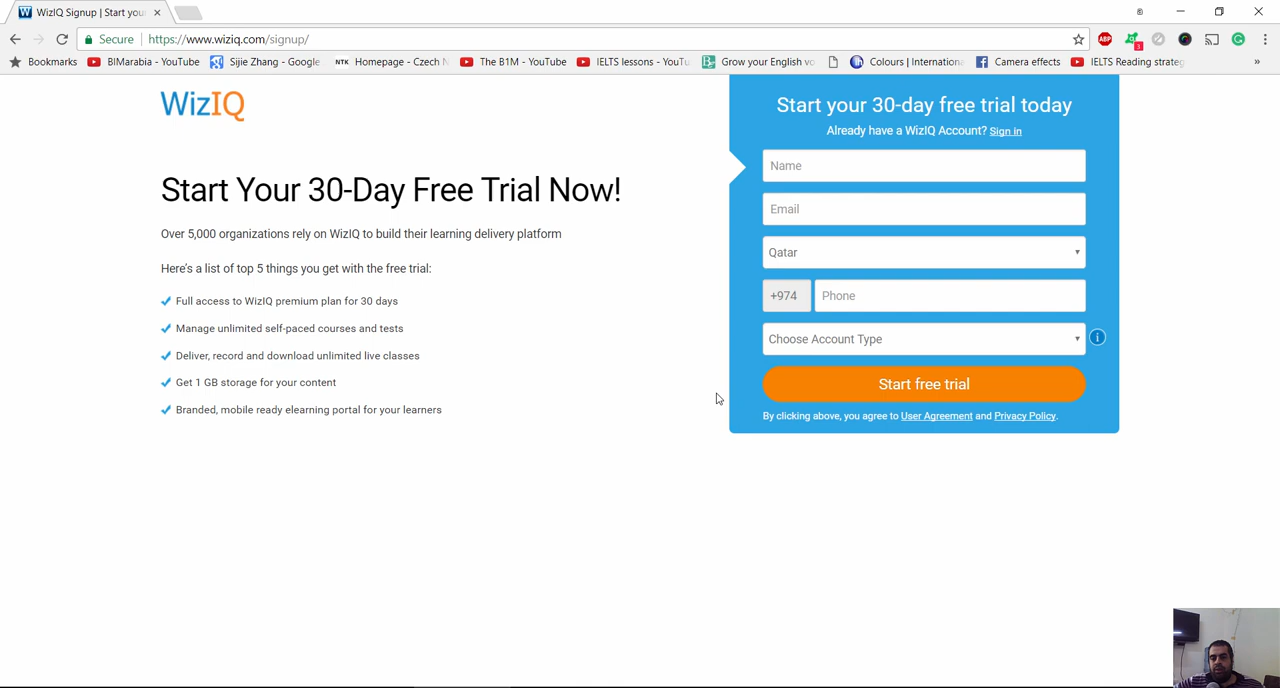 WizIQ Signup | Start your
Secure
https://www.wiziq.com/signup/
Bookmarks
BIMarabia - YouTube
Sijie Zhang - Google
NTK
Homepage - Czech N
The B1M - YouTube
IELTS lessons - YouTu
Grow your English vo
Colours | Internationa
Camera effects
IELTS Reading strateg
»
ABP
3
WizIQ
Start Your 30-Day Free Trial Now!
Over 5,000 organizations rely on WizIQ to build their learning delivery platform
Here's a list of top 5 things you get with the free trial:
Full access to WizIQ premium plan for 30 days
Manage unlimited self-paced courses and tests
Deliver, record and download unlimited live classes
Get 1 GB storage for your content
Branded, mobile ready elearning portal for your learners
Start your 30-day free trial today
Already have a WizIQ Account? Sign in
Name
Email
Qatar
+974
Phone
Choose Account Type
Start free trial
By clicking above, you agree to User Agreement and Privacy Policy.